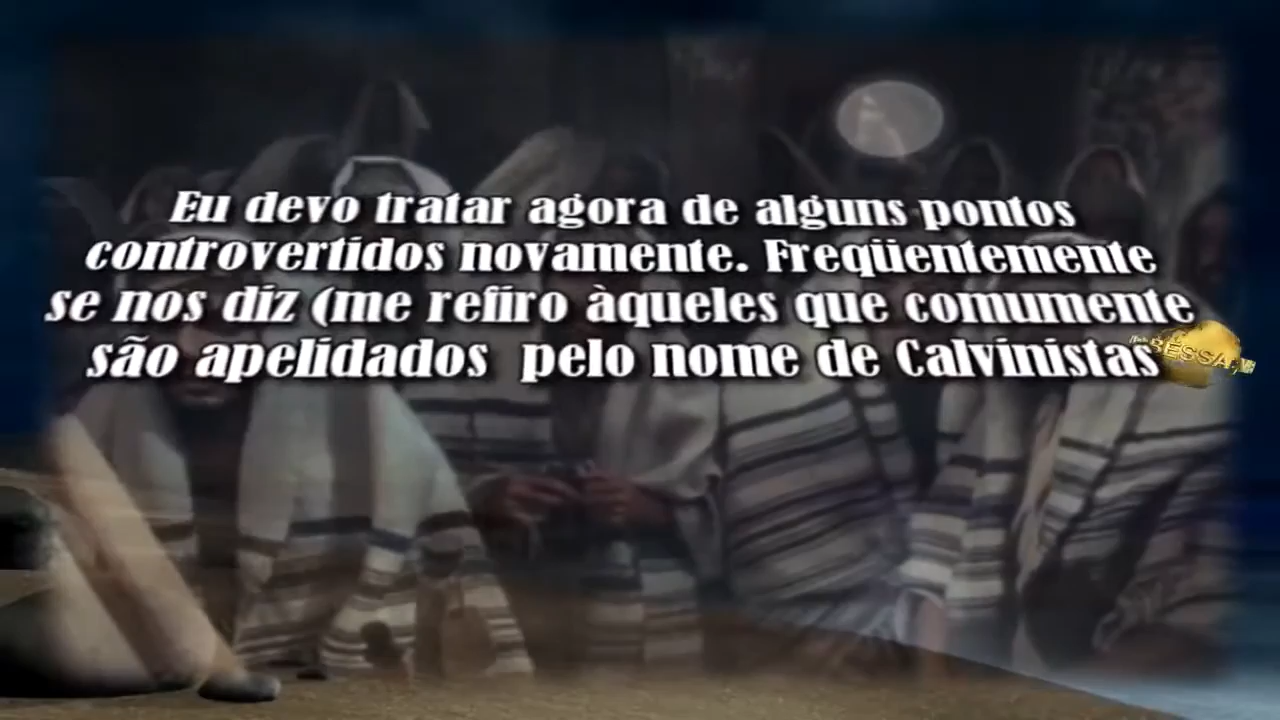 Eu devo tratar agora de alguns pontos
controvertidos novamente. Freqüentemente
se nos diz (me refiro àqueles que comumente
são apelidados pelo nome de Calvinistas
BESSA